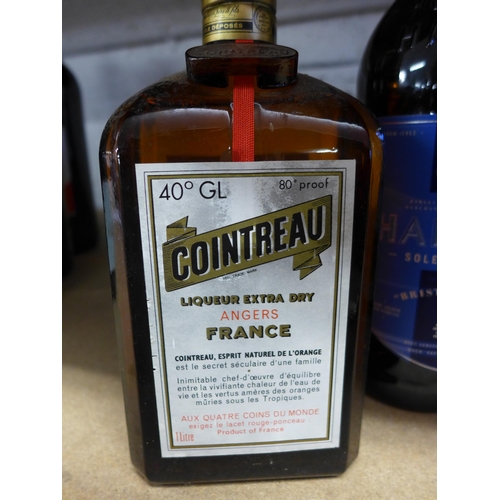 40° GL 80° proof
COINTREAU
LIQUEUR EXTRA DRY
ANGERS
FRANCE
COINTREAU, ESPRIT NATUREL DE L'ORANGE
est le secret séculaire d'une famille
Inimitable chef-d'œuvre d'équilibre
entre la vivifiante chaleur de l'eau de
vie et les vertus amères des oranges
mûries sous les Tropiques.
AUX QUATRE COINS DU MONDE
exigez le lacet rouge-ponceau
1 Litre Product of France